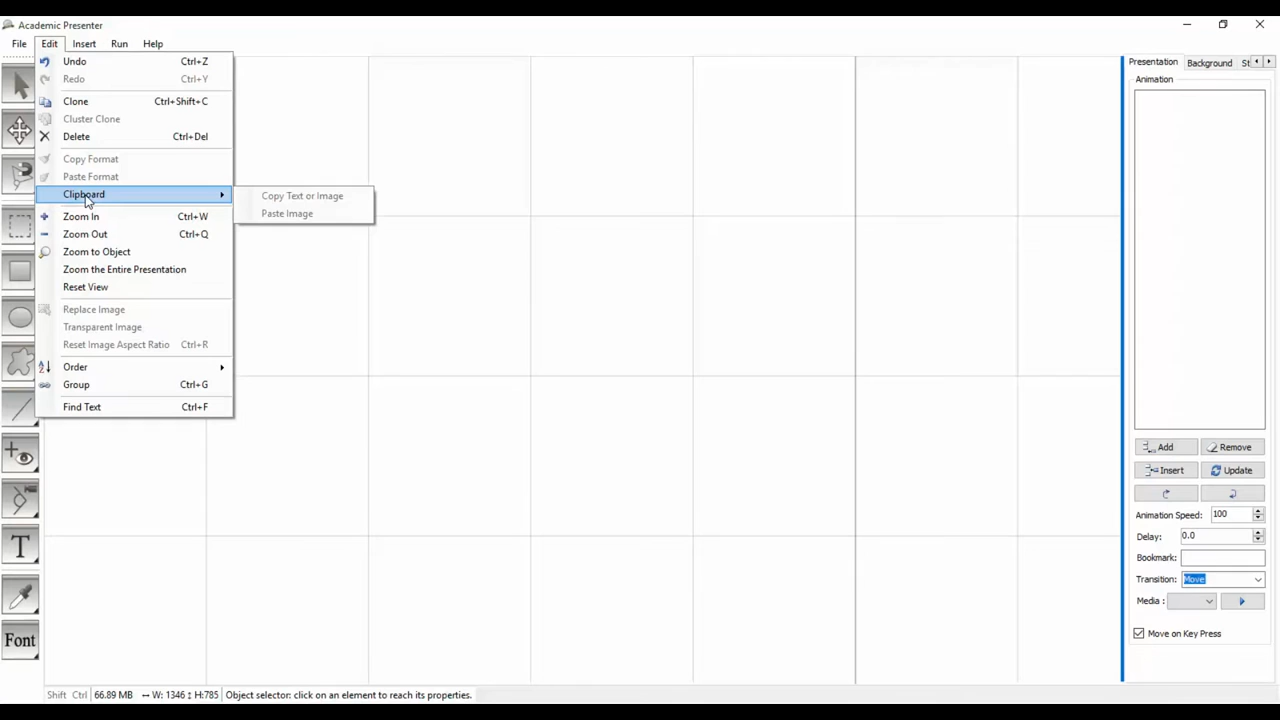 Academic Presenter
File Edit Insert Run Help
Undo Ctrl+Z
Redo Ctrl+Y
Clone Ctrl+Shift+C
Cluster Clone
Delete Ctrl+Del
Copy Format
Paste Format
Clipboard
Copy Text or Image
Paste Image
Zoom In Ctrl+W
Zoom Out Ctrl+Q
Zoom to Object
Zoom the Entire Presentation
Reset View
Replace Image
Transparent Image
Reset Image Aspect Ratio Ctrl+R
Order
Group Ctrl+G
Find Text Ctrl+F
T
Font
Presentation Background St
Animation
Add Remove
Insert Update
Animation Speed: 100
Delay: 0.0
Bookmark:
Transition: Move
Media :
Move on Key Press
Shift Ctrl 66.89 MB ↔ W: 1346 ↕ H:785 Object selector: click on an element to reach its properties.